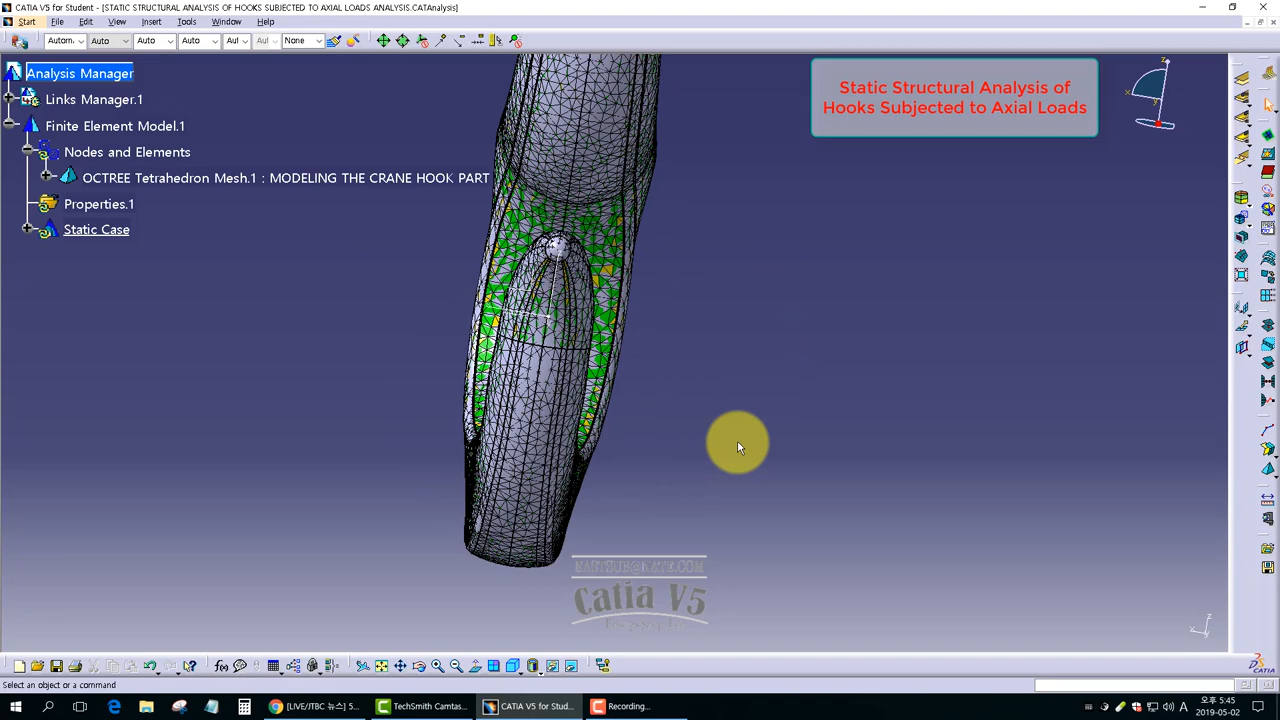 CATIA V5 for Student - [STATIC STRUCTURAL ANALYSIS OF HOOKS SUBJECTED TO AXIAL LOADS ANALYSIS.CATAnalysis]
Start File Edit View Insert Tools Window Help
Autom. Auto Auto Auto Aut Aut None
Analysis Manager
Links Manager.1
Finite Element Model.1
Nodes and Elements
OCTREE Tetrahedron Mesh.1 : MODELING THE CRANE HOOK PART
Properties.1
Static Case
Static Structural Analysis of
Hooks Subjected to Axial Loads
Catia V5
Select an object or a command
[LIVE/JTBC 뉴스] 5... TechSmith Camtas... CATIA V5 for Stud... Recording...
A 오후 5:45
2019-05-02